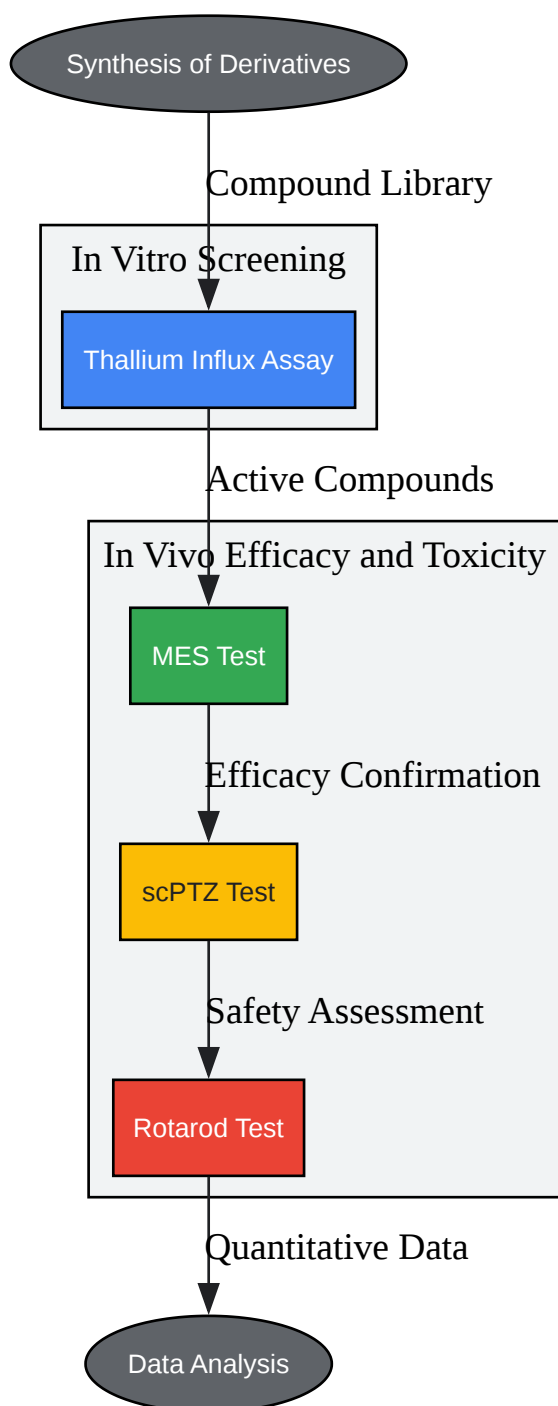 Synthesis of Derivatives
Compound Library
In Vitro Screening
Thallium Influx Assay
Active Compounds
In Vivo Efficacy and Toxicity
MES Test
Efficacy Confirmation
scPTZ Test
Safety Assessment
Rotarod Test
Quantitative Data
Data Analysis